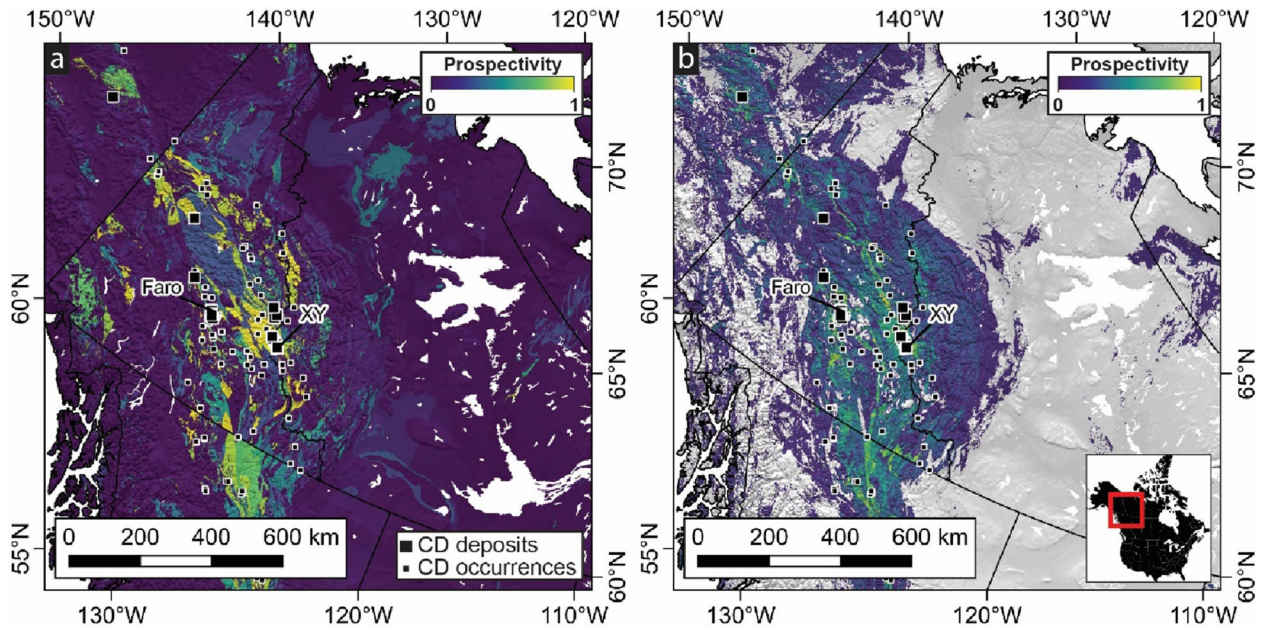 150°W 140°W 130°W 120°W
150°W 140°W 130°W 120°W
a
Prospectivity
0 1
b
Prospectivity
0 1
70°N
60°N
65°N
55°N
60°N
70°N
60°N
65°N
55°N
60°N
Faro
XY
Faro
XY
0 200 400 600 km
CD deposits
CD occurrences
0 200 400 600 km
130°W 120°W 110°W
130°W 120°W 110°W